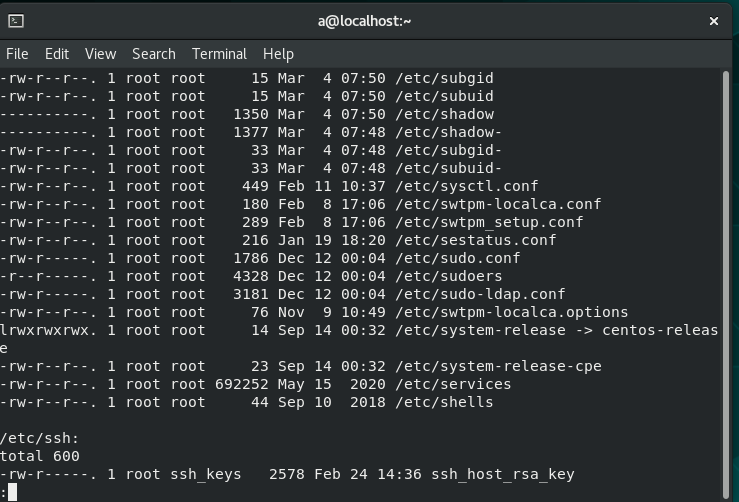 a@localhost:~
File Edit View Search Terminal Help
-rw-r--r--. 1 root root     15 Mar  4 07:50 /etc/subgid
-rw-r--r--. 1 root root     15 Mar  4 07:50 /etc/subuid
----------. 1 root root   1350 Mar  4 07:50 /etc/shadow
----------. 1 root root   1377 Mar  4 07:48 /etc/shadow-
-rw-r--r--. 1 root root     33 Mar  4 07:48 /etc/subgid-
-rw-r--r--. 1 root root     33 Mar  4 07:48 /etc/subuid-
-rw-r--r--. 1 root root    449 Feb 11 10:37 /etc/sysctl.conf
-rw-r--r--. 1 root root    180 Feb  8 17:06 /etc/swtpm-localca.conf
-rw-r--r--. 1 root root    289 Feb  8 17:06 /etc/swtpm_setup.conf
-rw-r--r--. 1 root root    216 Jan 19 18:20 /etc/sestatus.conf
-rw-r-----. 1 root root   1786 Dec 12 00:04 /etc/sudo.conf
-r--r-----. 1 root root   4328 Dec 12 00:04 /etc/sudoers
-rw-r-----. 1 root root   3181 Dec 12 00:04 /etc/sudo-ldap.conf
-rw-r--r--. 1 root root     76 Nov  9 10:49 /etc/swtpm-localca.options
lrwxrwxrwx. 1 root root     14 Sep 14 00:32 /etc/system-release -> centos-releas
e
-rw-r--r--. 1 root root     23 Sep 14 00:32 /etc/system-release-cpe
-rw-r--r--. 1 root root 692252 May 15  2020 /etc/services
-rw-r--r--. 1 root root     44 Sep 10  2018 /etc/shells
/etc/ssh:
total 600
-rw-r-----. 1 root ssh_keys   2578 Feb 24 14:36 ssh_host_rsa_key
: